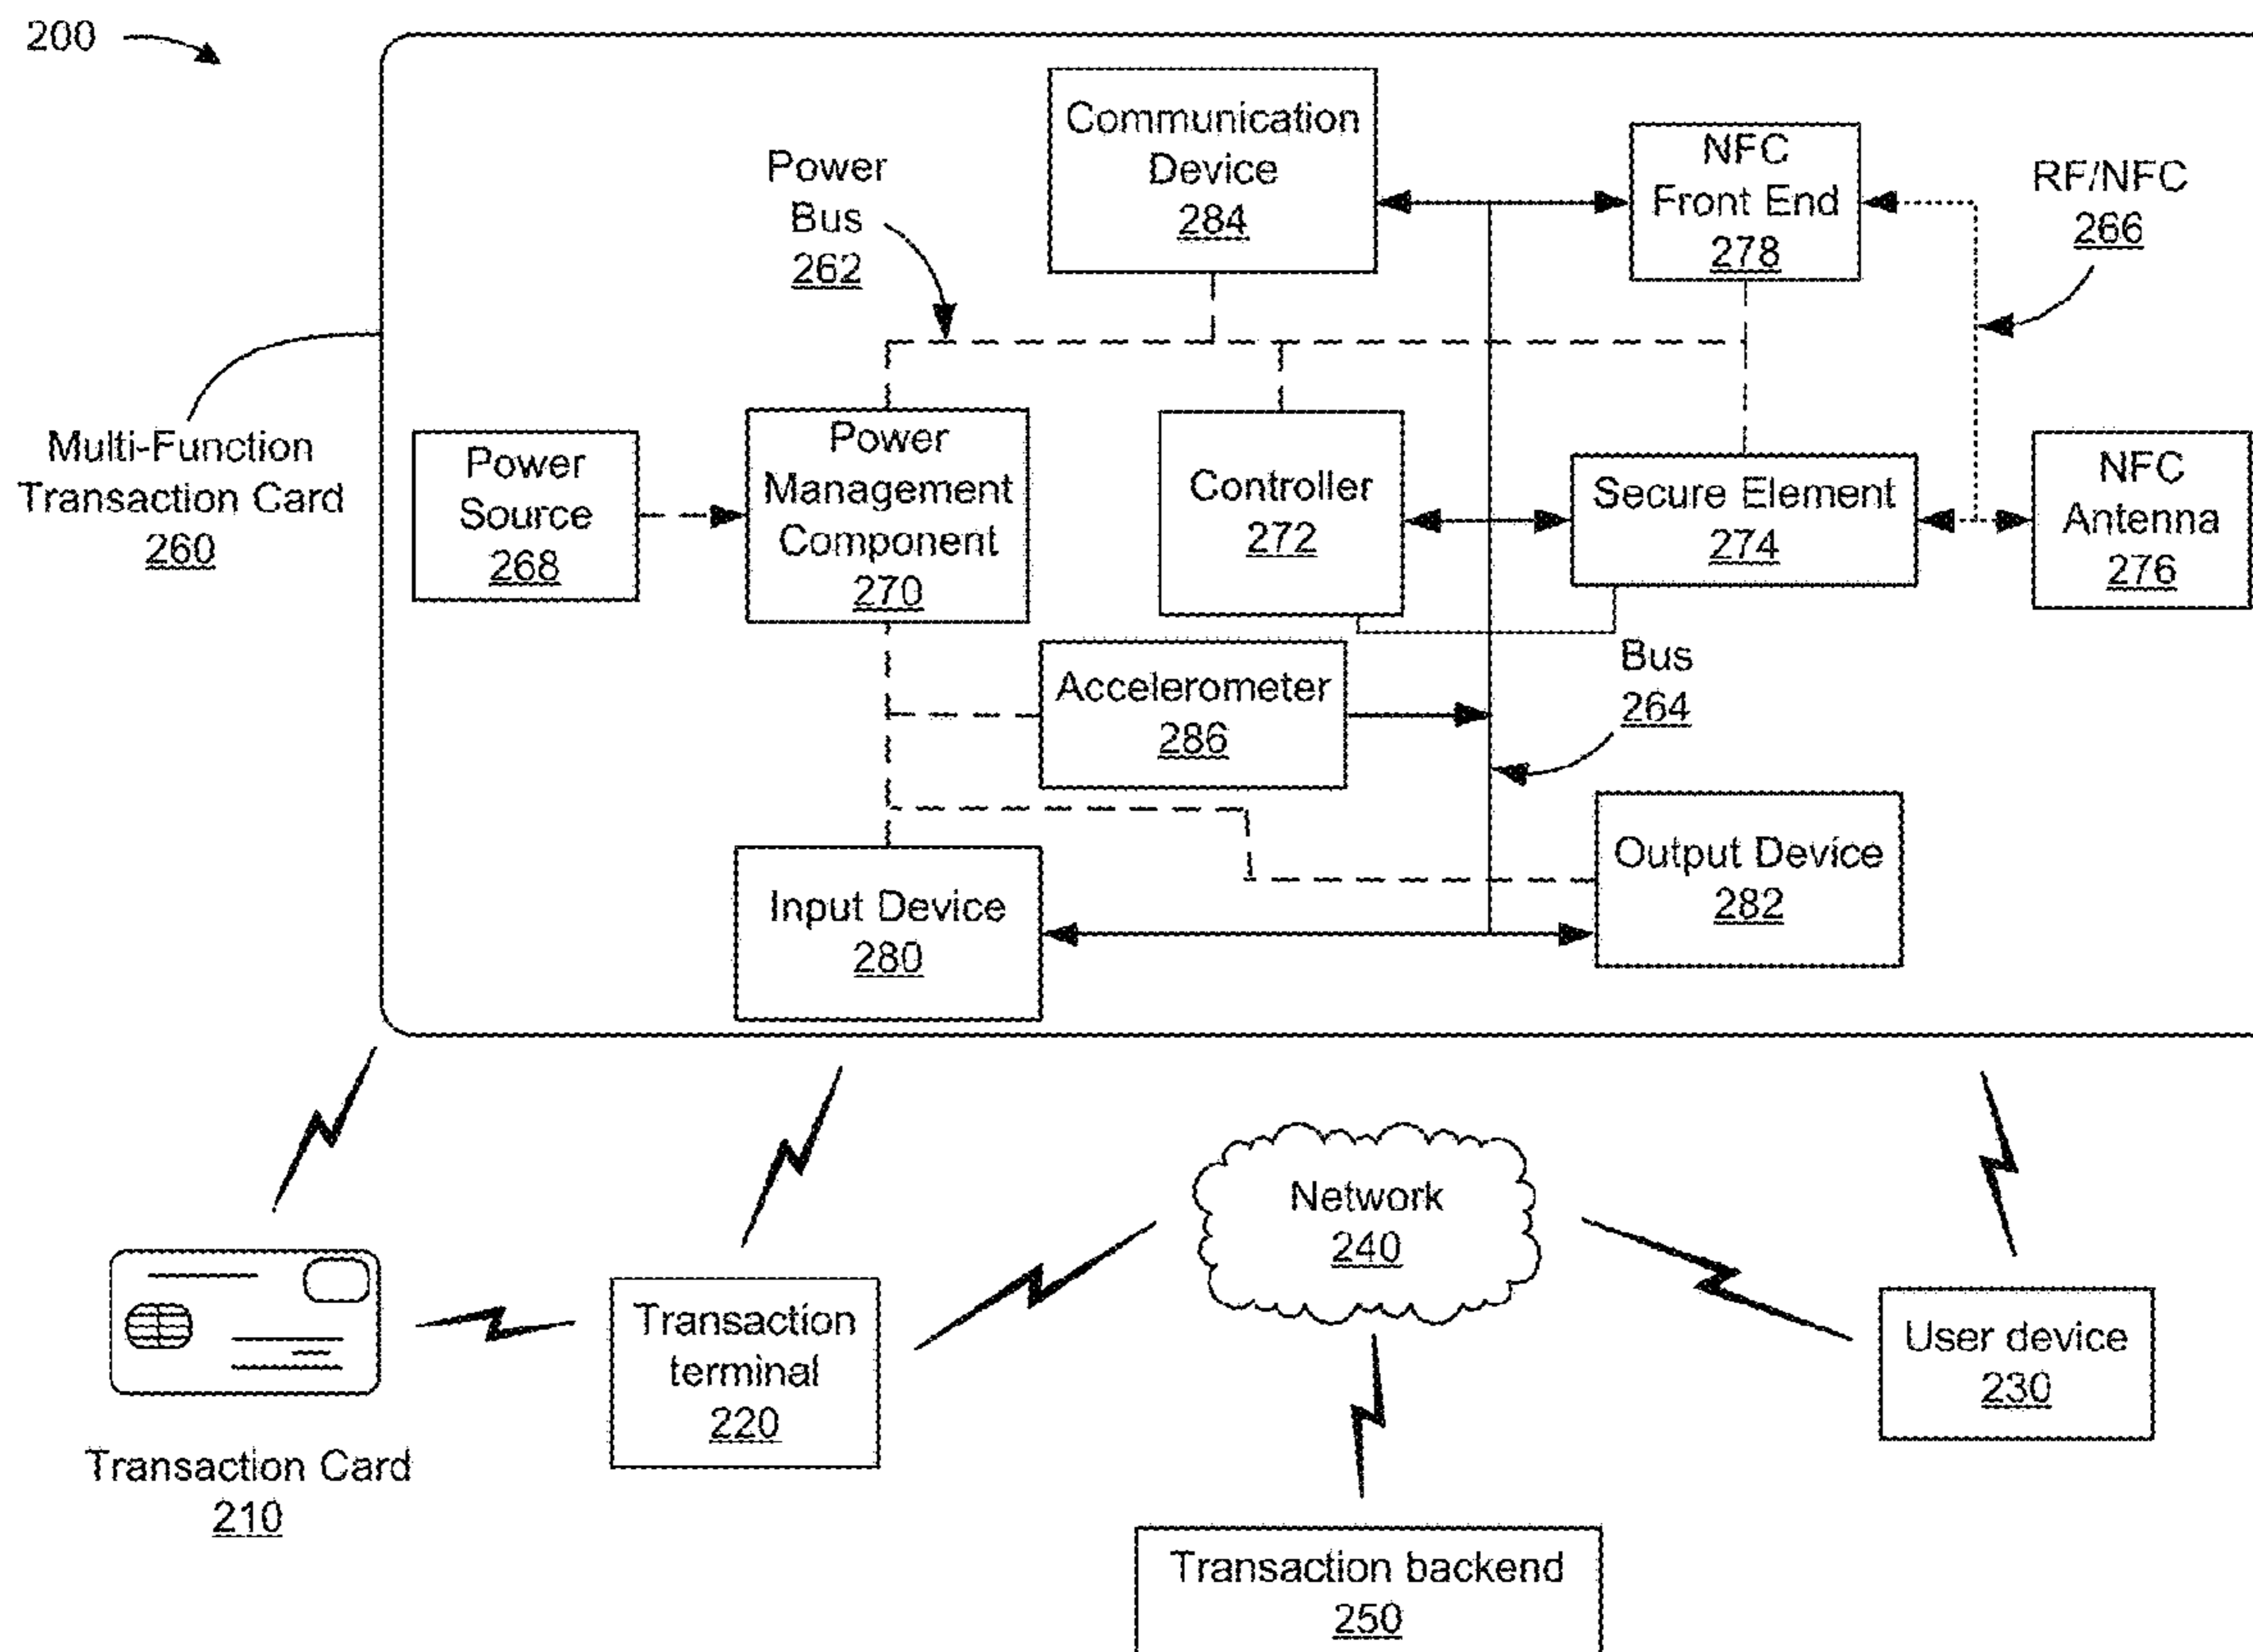 200
Communication
Device
284
NFC
Front End
278
RF/NFC
266
Power
Bus
262
Multi-Function
Transaction Card
260
Power
Source
268
Power
Management
Component
270
Controller
272
Secure Element
274
NFC
Antenna
276
Accelerometer
286
Bus
264
Input Device
280
Output Device
282
Network
240
Transaction Card
210
Transaction
terminal
220
User device
230
Transaction backend
250